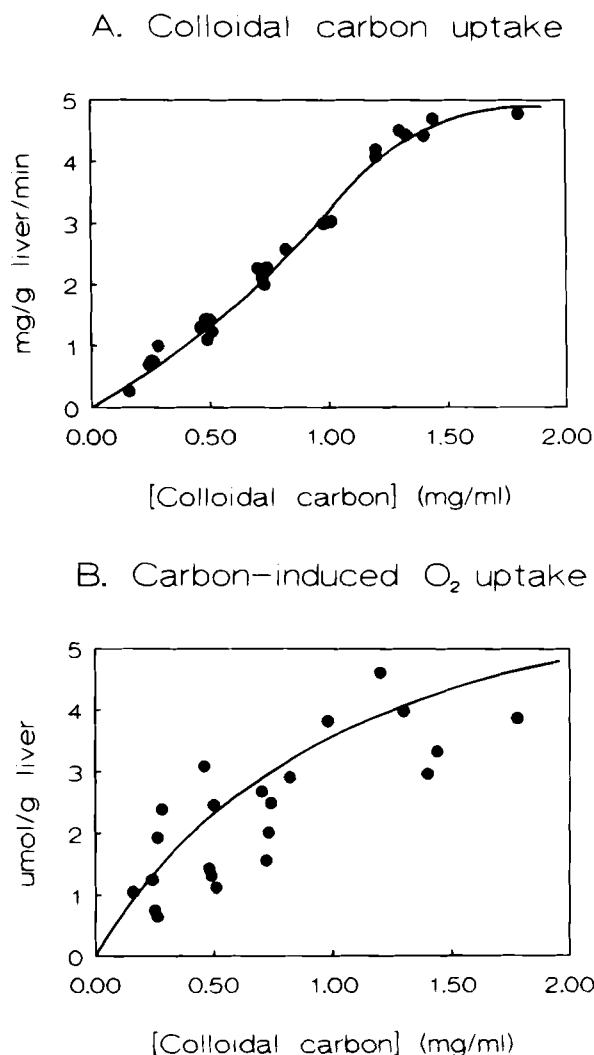 A. Colloidal carbon uptake
5
4
3
2
1
0
mg/g liver/min
0.00 0.50 1.00 1.50 2.00
[Colloidal carbon] (mg/ml)
B. Carbon-induced O₂ uptake
5
4
3
2
1
0
umol/g liver
0.00 0.50 1.00 1.50 2.00
[Colloidal carbon] (mg/ml)